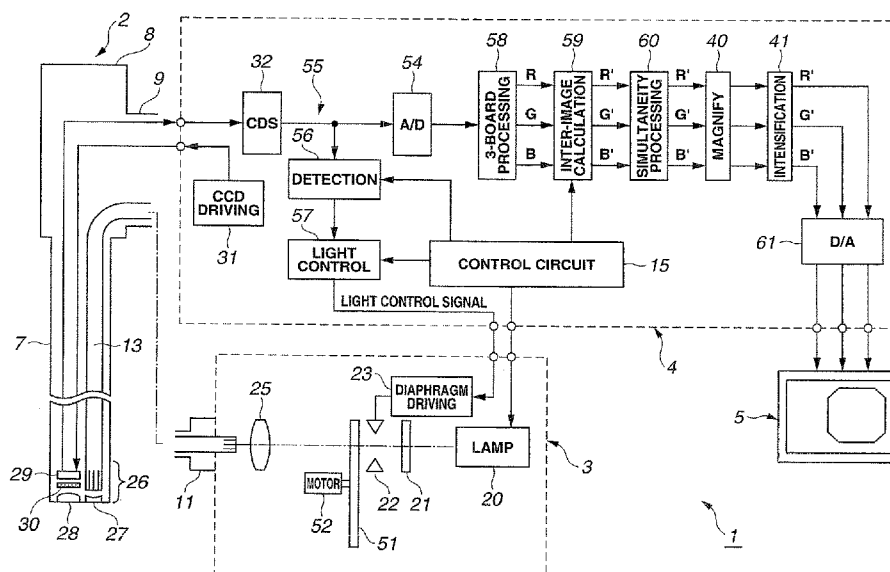 2
8
9
32
55
54
58
59
60
40
41
CDS
A/D
3-BOARD
PROCESSING
R
G
B
INTER-IMAGE
CALCULATION
R'
G'
B'
SIMULTANEITY
PROCESSING
R'
G'
B'
MAGNIFY
INTENSIFICATION
R'
G'
B'
56
DETECTION
CCD
DRIVING
31
57
LIGHT
CONTROL
CONTROL CIRCUIT
15
61
D/A
LIGHT CONTROL SIGNAL
7
13
4
23
DIAPHRAGM
DRIVING
25
5
LAMP
3
29
26
11
MOTOR
22
21
20
30
28
27
52
51
1